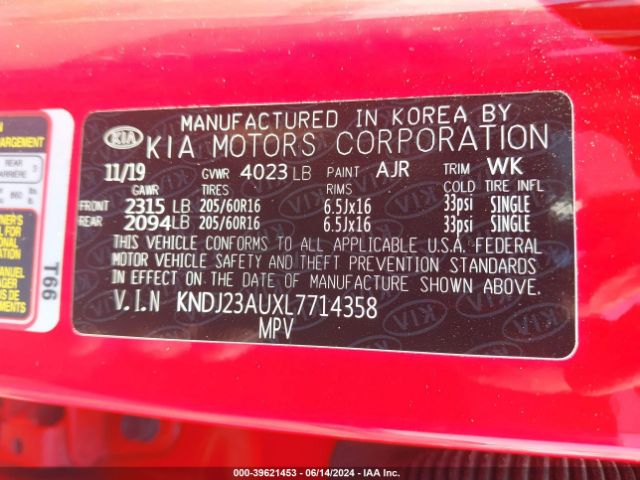 MANUFACTURED IN KOREA BY
KIA KIA MOTORS CORPORATION
11/19 GVWR 4023 LB PAINT AJR TRIM WK
GAWR TIRES RIMS COLD TIRE INFL
FRONT 2315 LB 205/60R16 6.5Jx16 33psi SINGLE
REAR 2094 LB 205/60R16 6.5Jx16 33psi SINGLE
THIS VEHICLE CONFORMS TO ALL APPLICABLE U.S.A. FEDERAL
MOTOR VEHICLE SAFETY AND THEFT PREVENTION STANDARDS
IN EFFECT ON THE DATE OF MANUFACTURE SHOWN ABOVE.
V.I.N KNDJ23AUXL7714358
MPV
REAR
T66
000-39621453 - 06/14/2024 - IAA Inc.